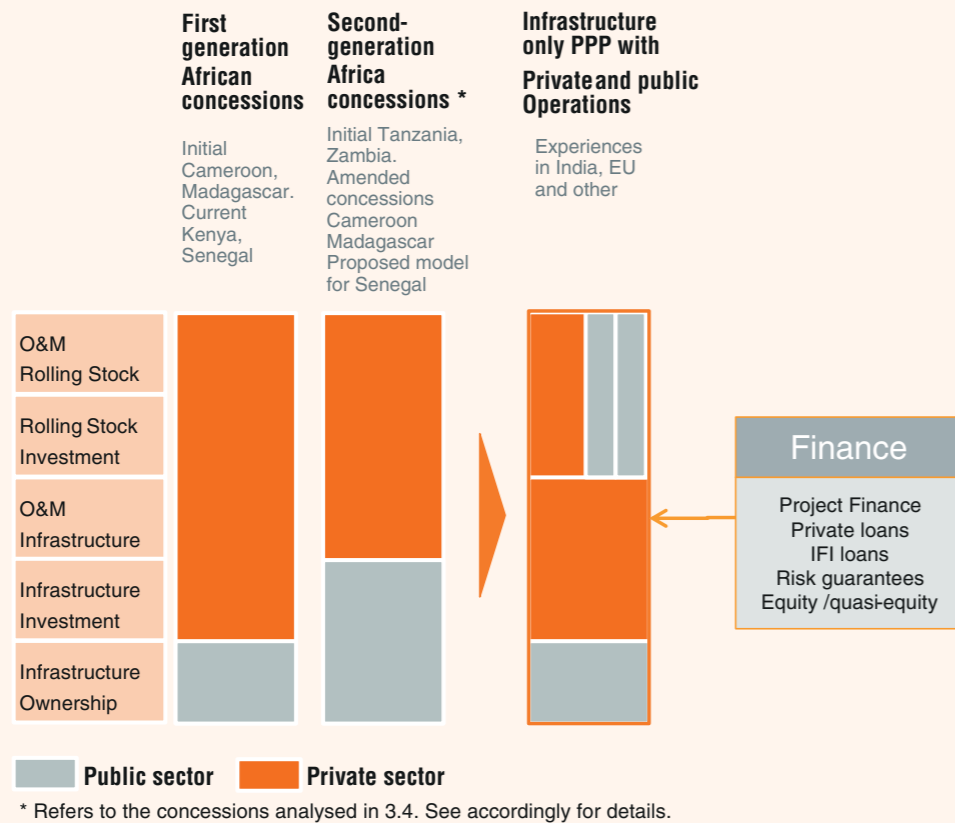 First
generation
African
concessions
Initial
Cameroon,
Madagascar.
Current
Kenya,
Senegal
Second-
generation
Africa
concessions *
Initial Tanzania,
Zambia.
Amended
concessions
Cameroon
Madagascar
Proposed model
for Senegal
Infrastructure
only PPP with
Private and public
Operations
Experiences
in India, EU
and other
O&M
Rolling Stock
Rolling Stock
Investment
O&M
Infrastructure
Infrastructure
Investment
Infrastructure
Ownership
Finance
Project Finance
Private loans
IFI loans
Risk guarantees
Equity /quasi-equity
Public sector
Private sector
* Refers to the concessions analysed in 3.4. See accordingly for details.